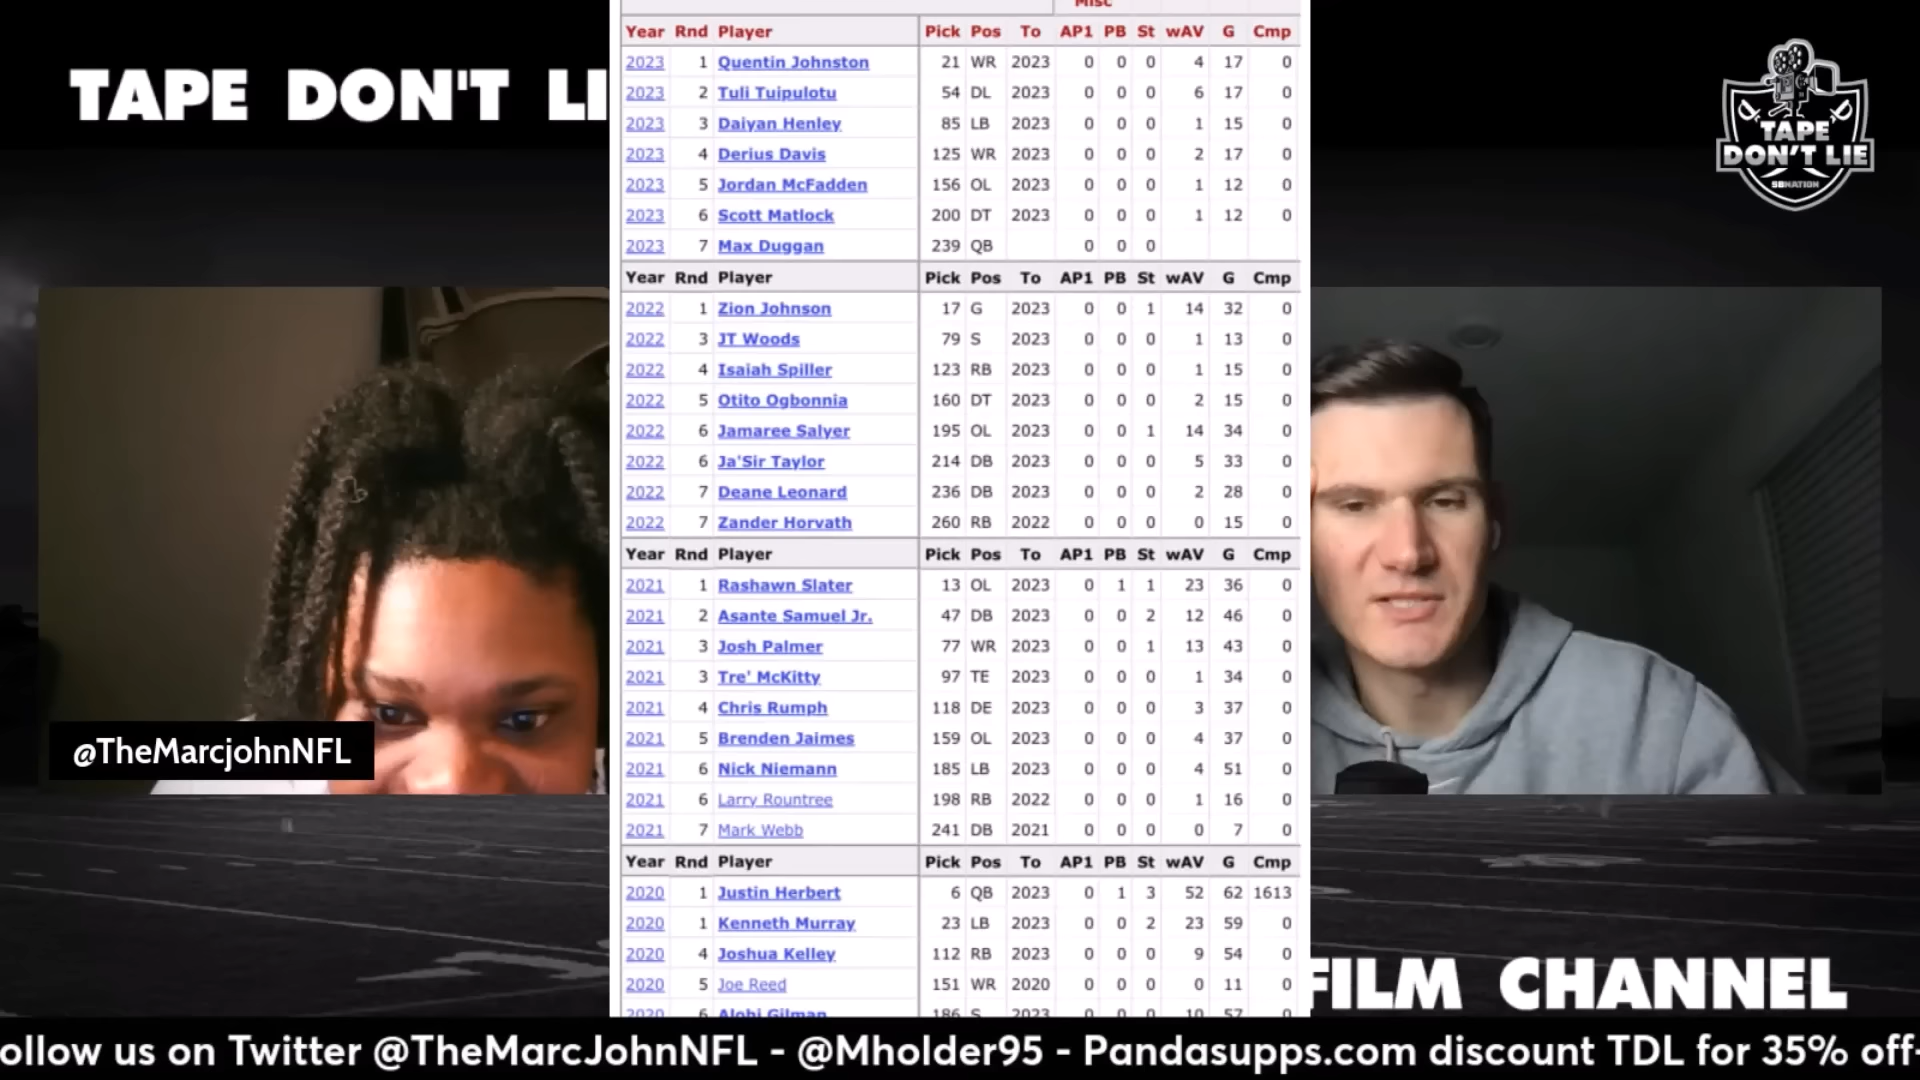 TAPE DON'T LI
TAPE
DON'T LIE
SBNATION
@TheMarcjohnNFL
Misc
Year Rnd Player Pick Pos To AP1 PB St wAV G Cmp
2023 1 Quentin Johnston 21 WR 2023 0 0 0 4 17 0
2023 2 Tuli Tuipulotu 54 DL 2023 0 0 0 6 17 0
2023 3 Daiyan Henley 85 LB 2023 0 0 0 1 15 0
2023 4 Derius Davis 125 WR 2023 0 0 0 2 17 0
2023 5 Jordan McFadden 156 OL 2023 0 0 0 1 12 0
2023 6 Scott Matlock 200 DT 2023 0 0 0 1 12 0
2023 7 Max Duggan 239 QB 0 0 0
Year Rnd Player Pick Pos To AP1 PB St wAV G Cmp
2022 1 Zion Johnson 17 G 2023 0 0 1 14 32 0
2022 3 JT Woods 79 S 2023 0 0 0 1 13 0
2022 4 Isaiah Spiller 123 RB 2023 0 0 0 1 15 0
2022 5 Otito Ogbonnia 160 DT 2023 0 0 0 2 15 0
2022 6 Jamaree Salyer 195 OL 2023 0 0 1 14 34 0
2022 6 Ja'Sir Taylor 214 DB 2023 0 0 0 5 33 0
2022 7 Deane Leonard 236 DB 2023 0 0 0 2 28 0
2022 7 Zander Horvath 260 RB 2022 0 0 0 0 15 0
Year Rnd Player Pick Pos To AP1 PB St wAV G Cmp
2021 1 Rashawn Slater 13 OL 2023 0 1 1 23 36 0
2021 2 Asante Samuel Jr. 47 DB 2023 0 0 2 12 46 0
2021 3 Josh Palmer 77 WR 2023 0 0 1 13 43 0
2021 3 Tre' McKitty 97 TE 2023 0 0 0 1 34 0
2021 4 Chris Rumph 118 DE 2023 0 0 0 3 37 0
2021 5 Brenden Jaimes 159 OL 2023 0 0 0 4 37 0
2021 6 Nick Niemann 185 LB 2023 0 0 0 4 51 0
2021 6 Larry Rountree 198 RB 2022 0 0 0 1 16 0
2021 7 Mark Webb 241 DB 2021 0 0 0 0 7 0
Year Rnd Player Pick Pos To AP1 PB St wAV G Cmp
2020 1 Justin Herbert 6 QB 2023 0 1 3 52 62 1613
2020 1 Kenneth Murray 23 LB 2023 0 0 2 23 59 0
2020 4 Joshua Kelley 112 RB 2023 0 0 0 9 54 0
2020 5 Joe Reed 151 WR 2020 0 0 0 0 11 0
2020 6 Alohi Gilman 186 S 2023 0 0 0 10 57 0
FILM CHANNEL
ollow us on Twitter @TheMarcJohnNFL - @Mholder95 - Pandasupps.com discount TDL for 35% off-